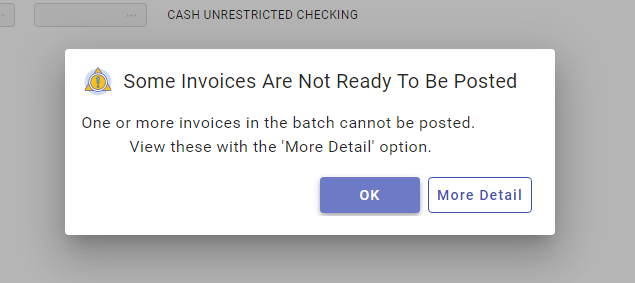 CASH UNRESTRICTED CHECKING
Some Invoices Are Not Ready To Be Posted
One or more invoices in the batch cannot be posted.
View these with the 'More Detail' option.
OK
More Detail